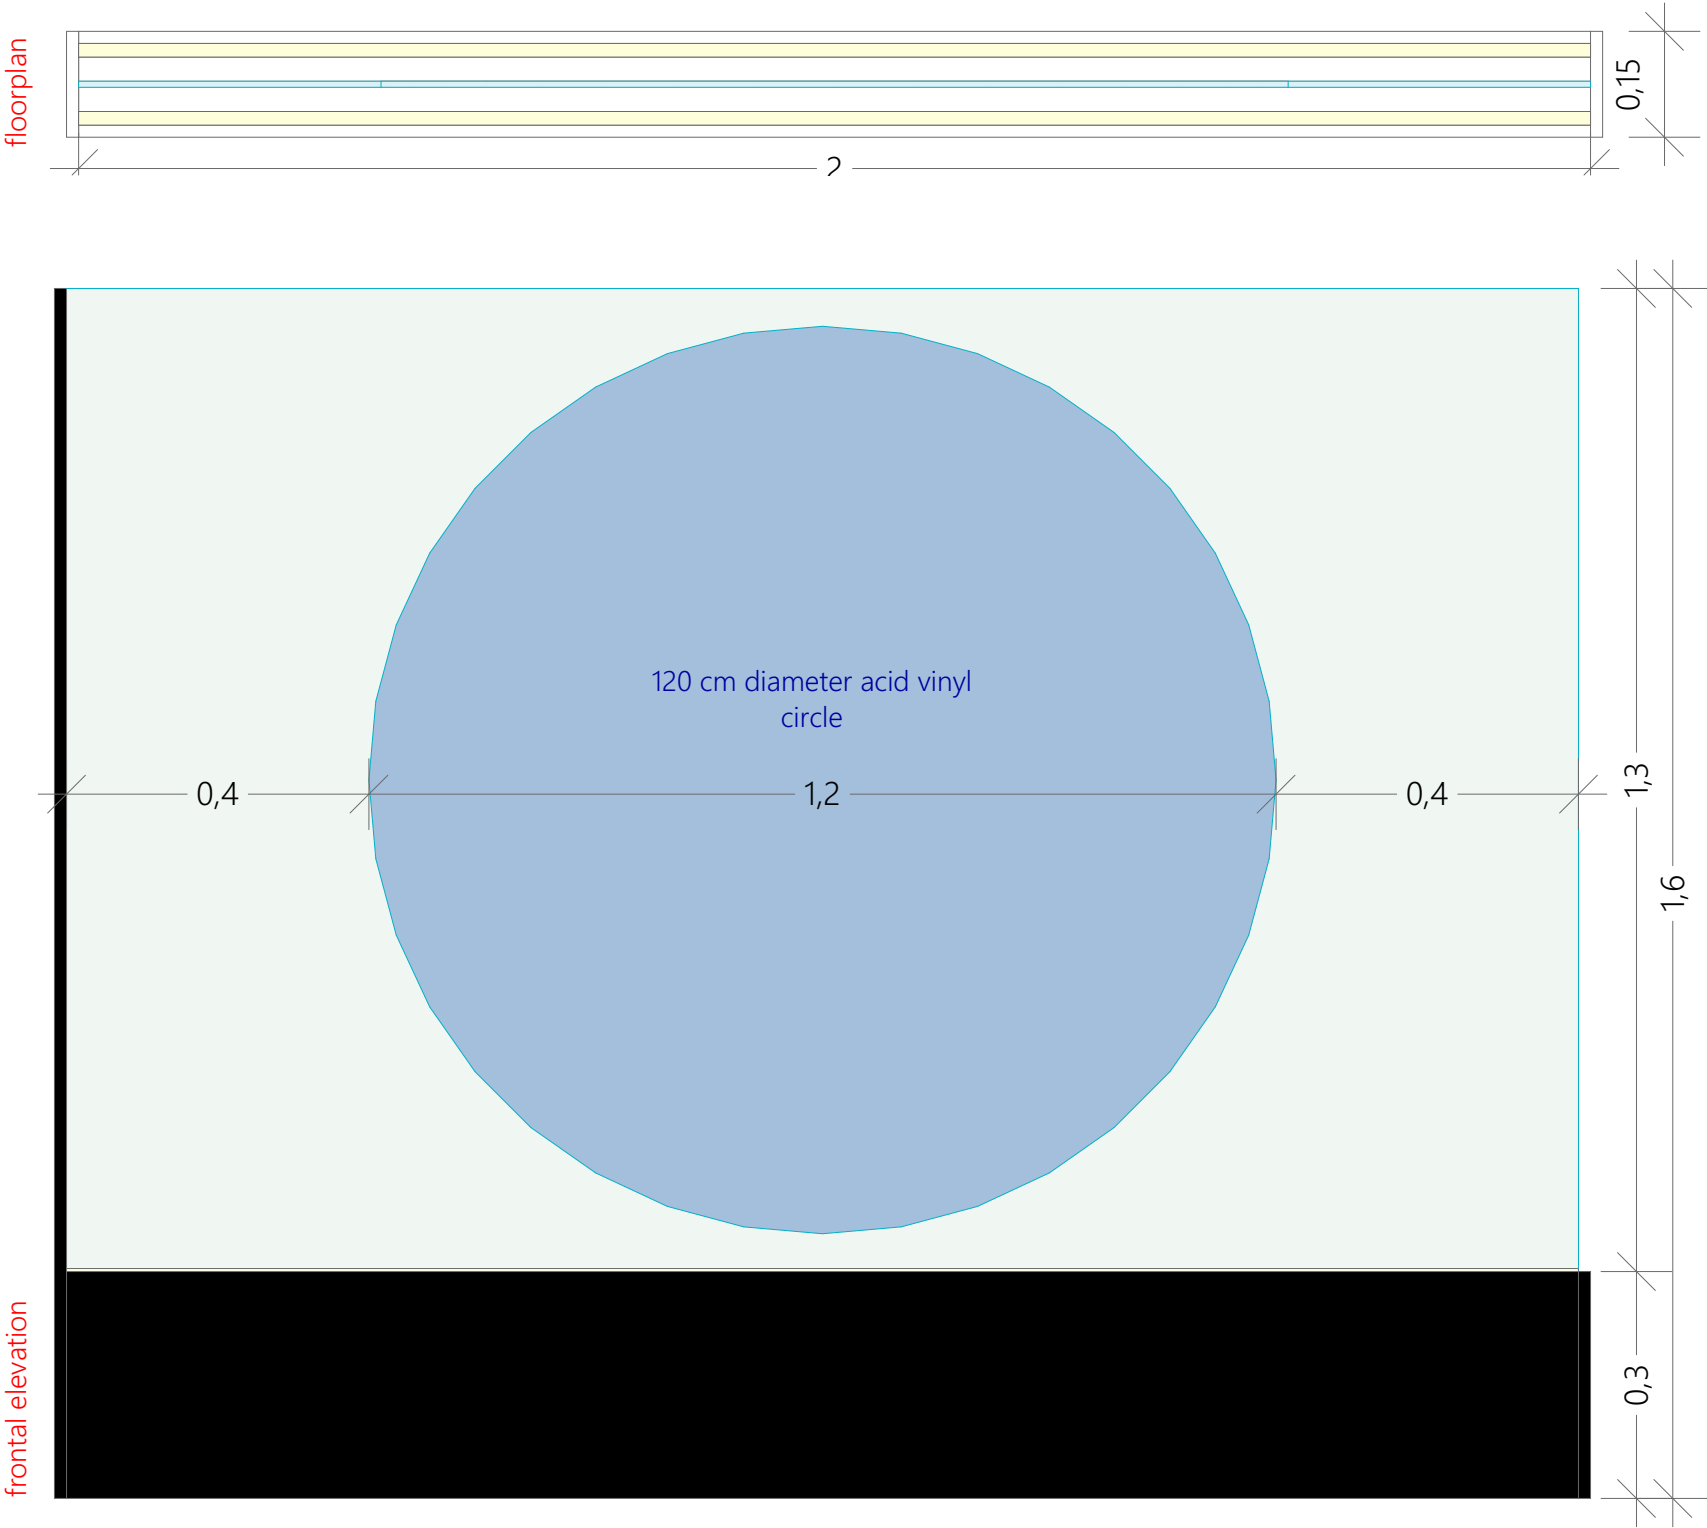 floorplan
0,15
2
120 cm diameter acid vinyl
circle
0,4
1,2
0,4
1,3
1,6
0,3
frontal elevation